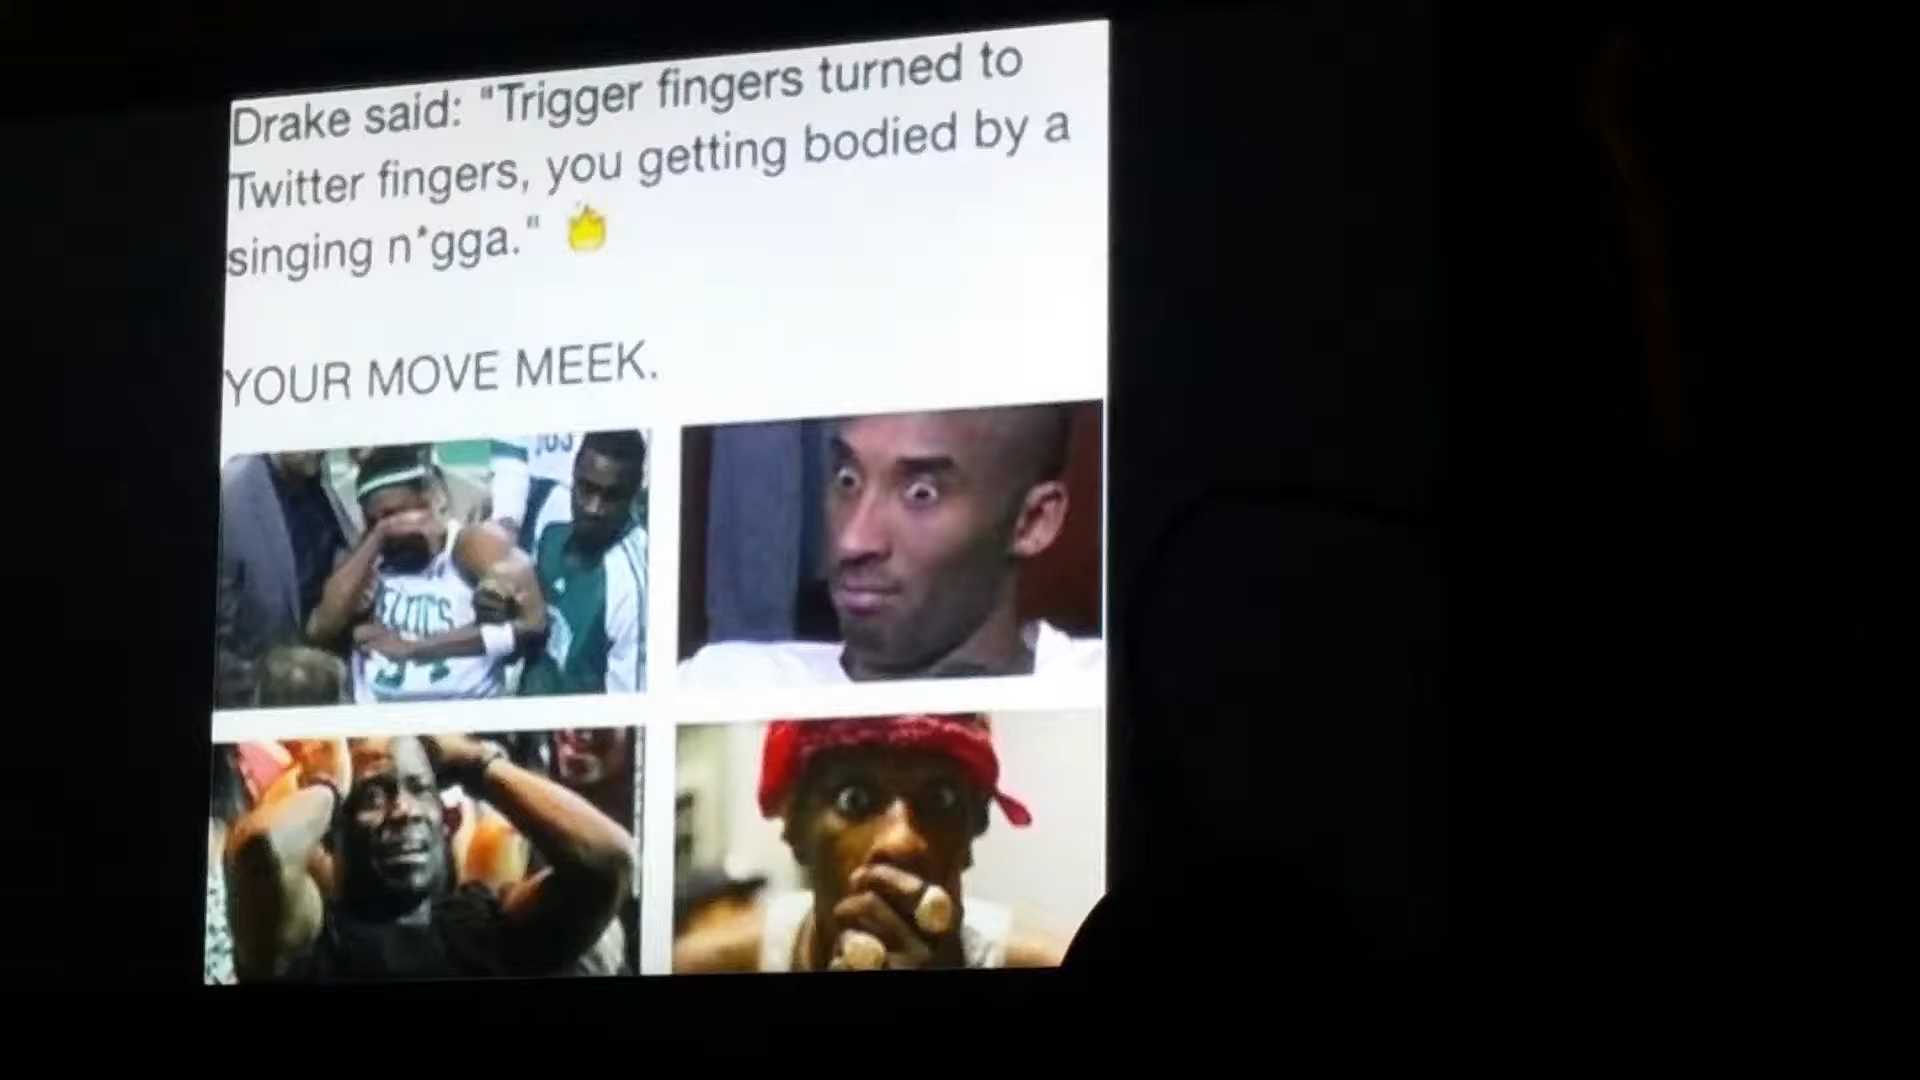 Drake said: "Trigger fingers turned to
Twitter fingers, you getting bodied by a
singing n*gga." 🔥
YOUR MOVE MEEK.